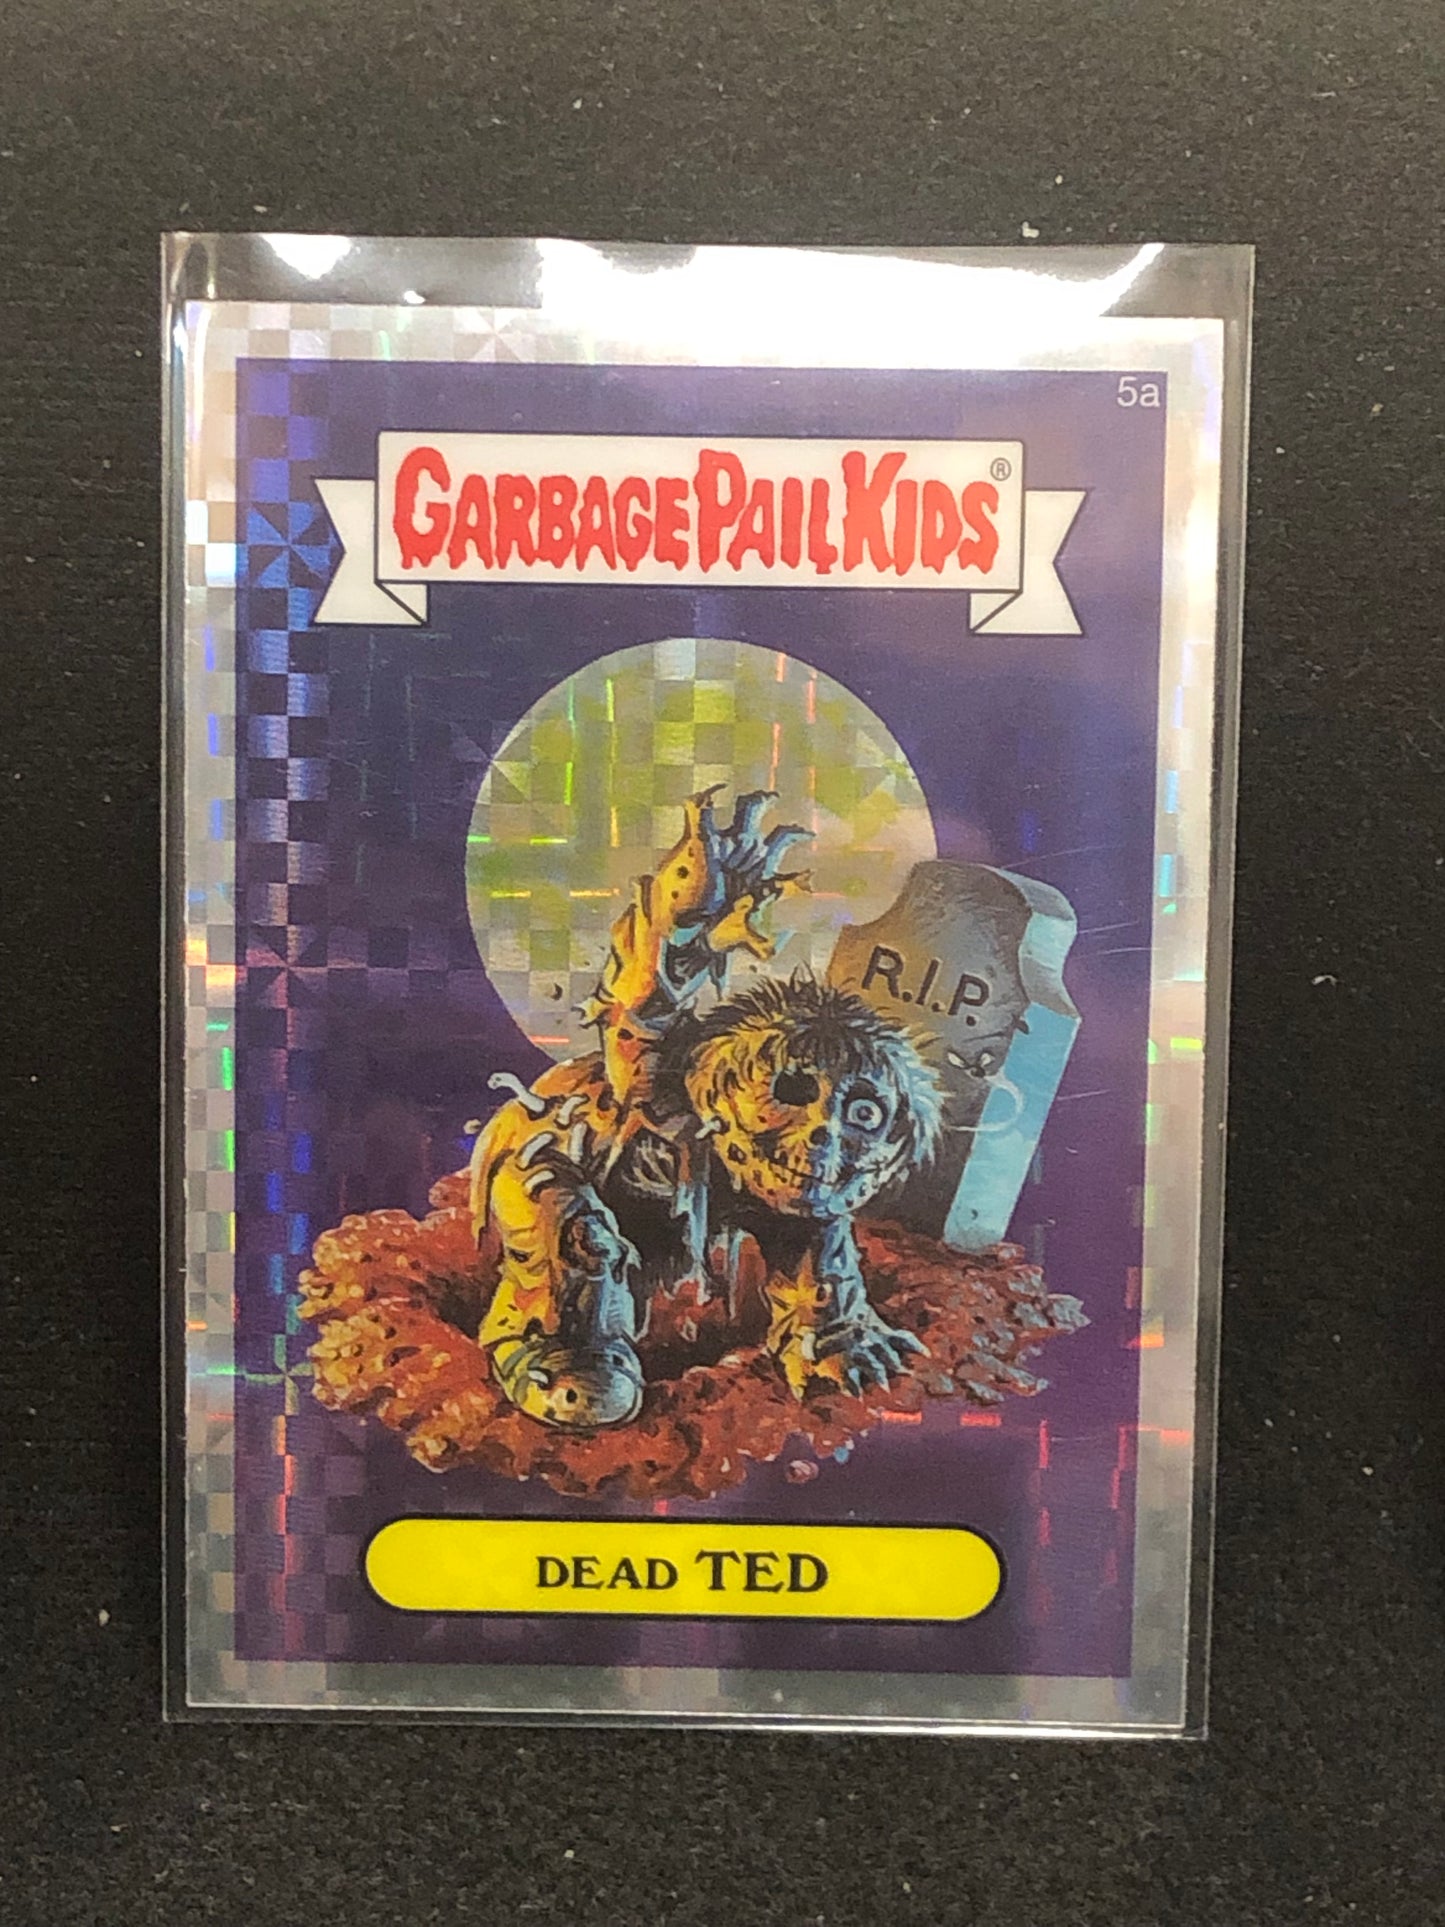 5a
GARBAGE PAIL KIDS®
R.I.P.
DEAD TED